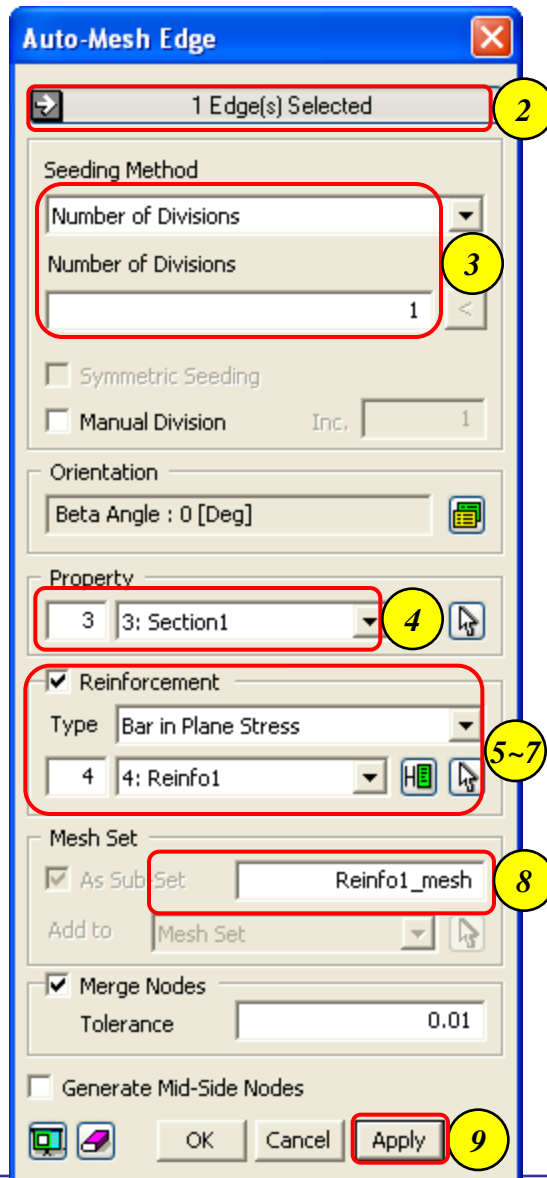 Auto-Mesh Edge
1 Edge(s) Selected
2
Seeding Method
Number of Divisions
Number of Divisions
3
1 <
Symmetric Seeding
Manual Division Inc. 1
Orientation
Beta Angle : 0 [Deg]
Property
3 3: Section1 4
Reinforcement
Type Bar in Plane Stress
5~7
4 4: Reinfo1
Mesh Set
As Sub-Set Reinfo1_mesh 8
Add to Mesh Set
Merge Nodes
Tolerance 0.01
Generate Mid-Side Nodes
OK Cancel Apply 9